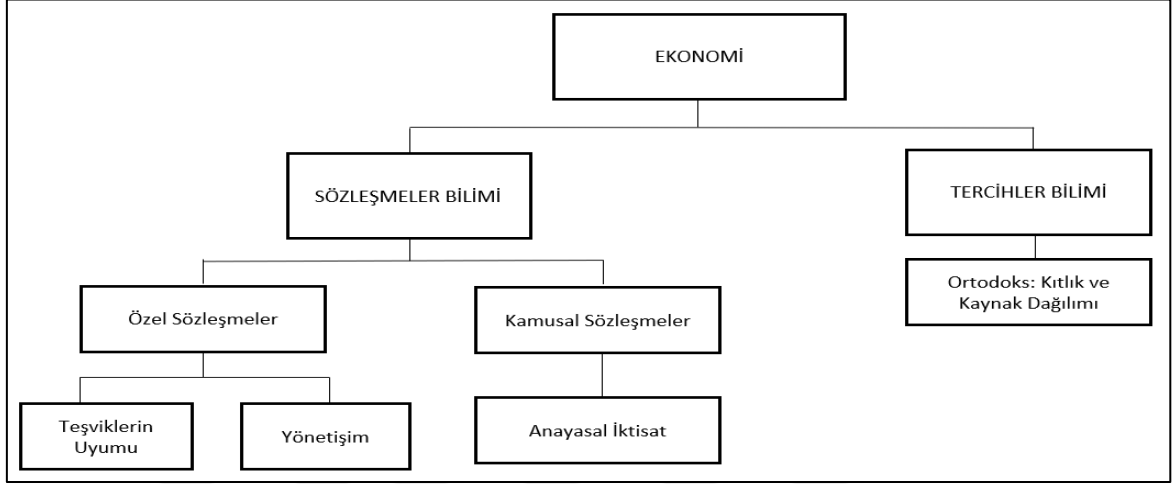 EKONOMİ
SÖZLEŞMELER BİLİMİ
TERCİHLER BİLİMİ
Ortodoks: Kıtlık ve
Kaynak Dağılımı
Özel Sözleşmeler
Kamusal Sözleşmeler
Teşviklerin
Uyumu
Yönetişim
Anayasal İktisat